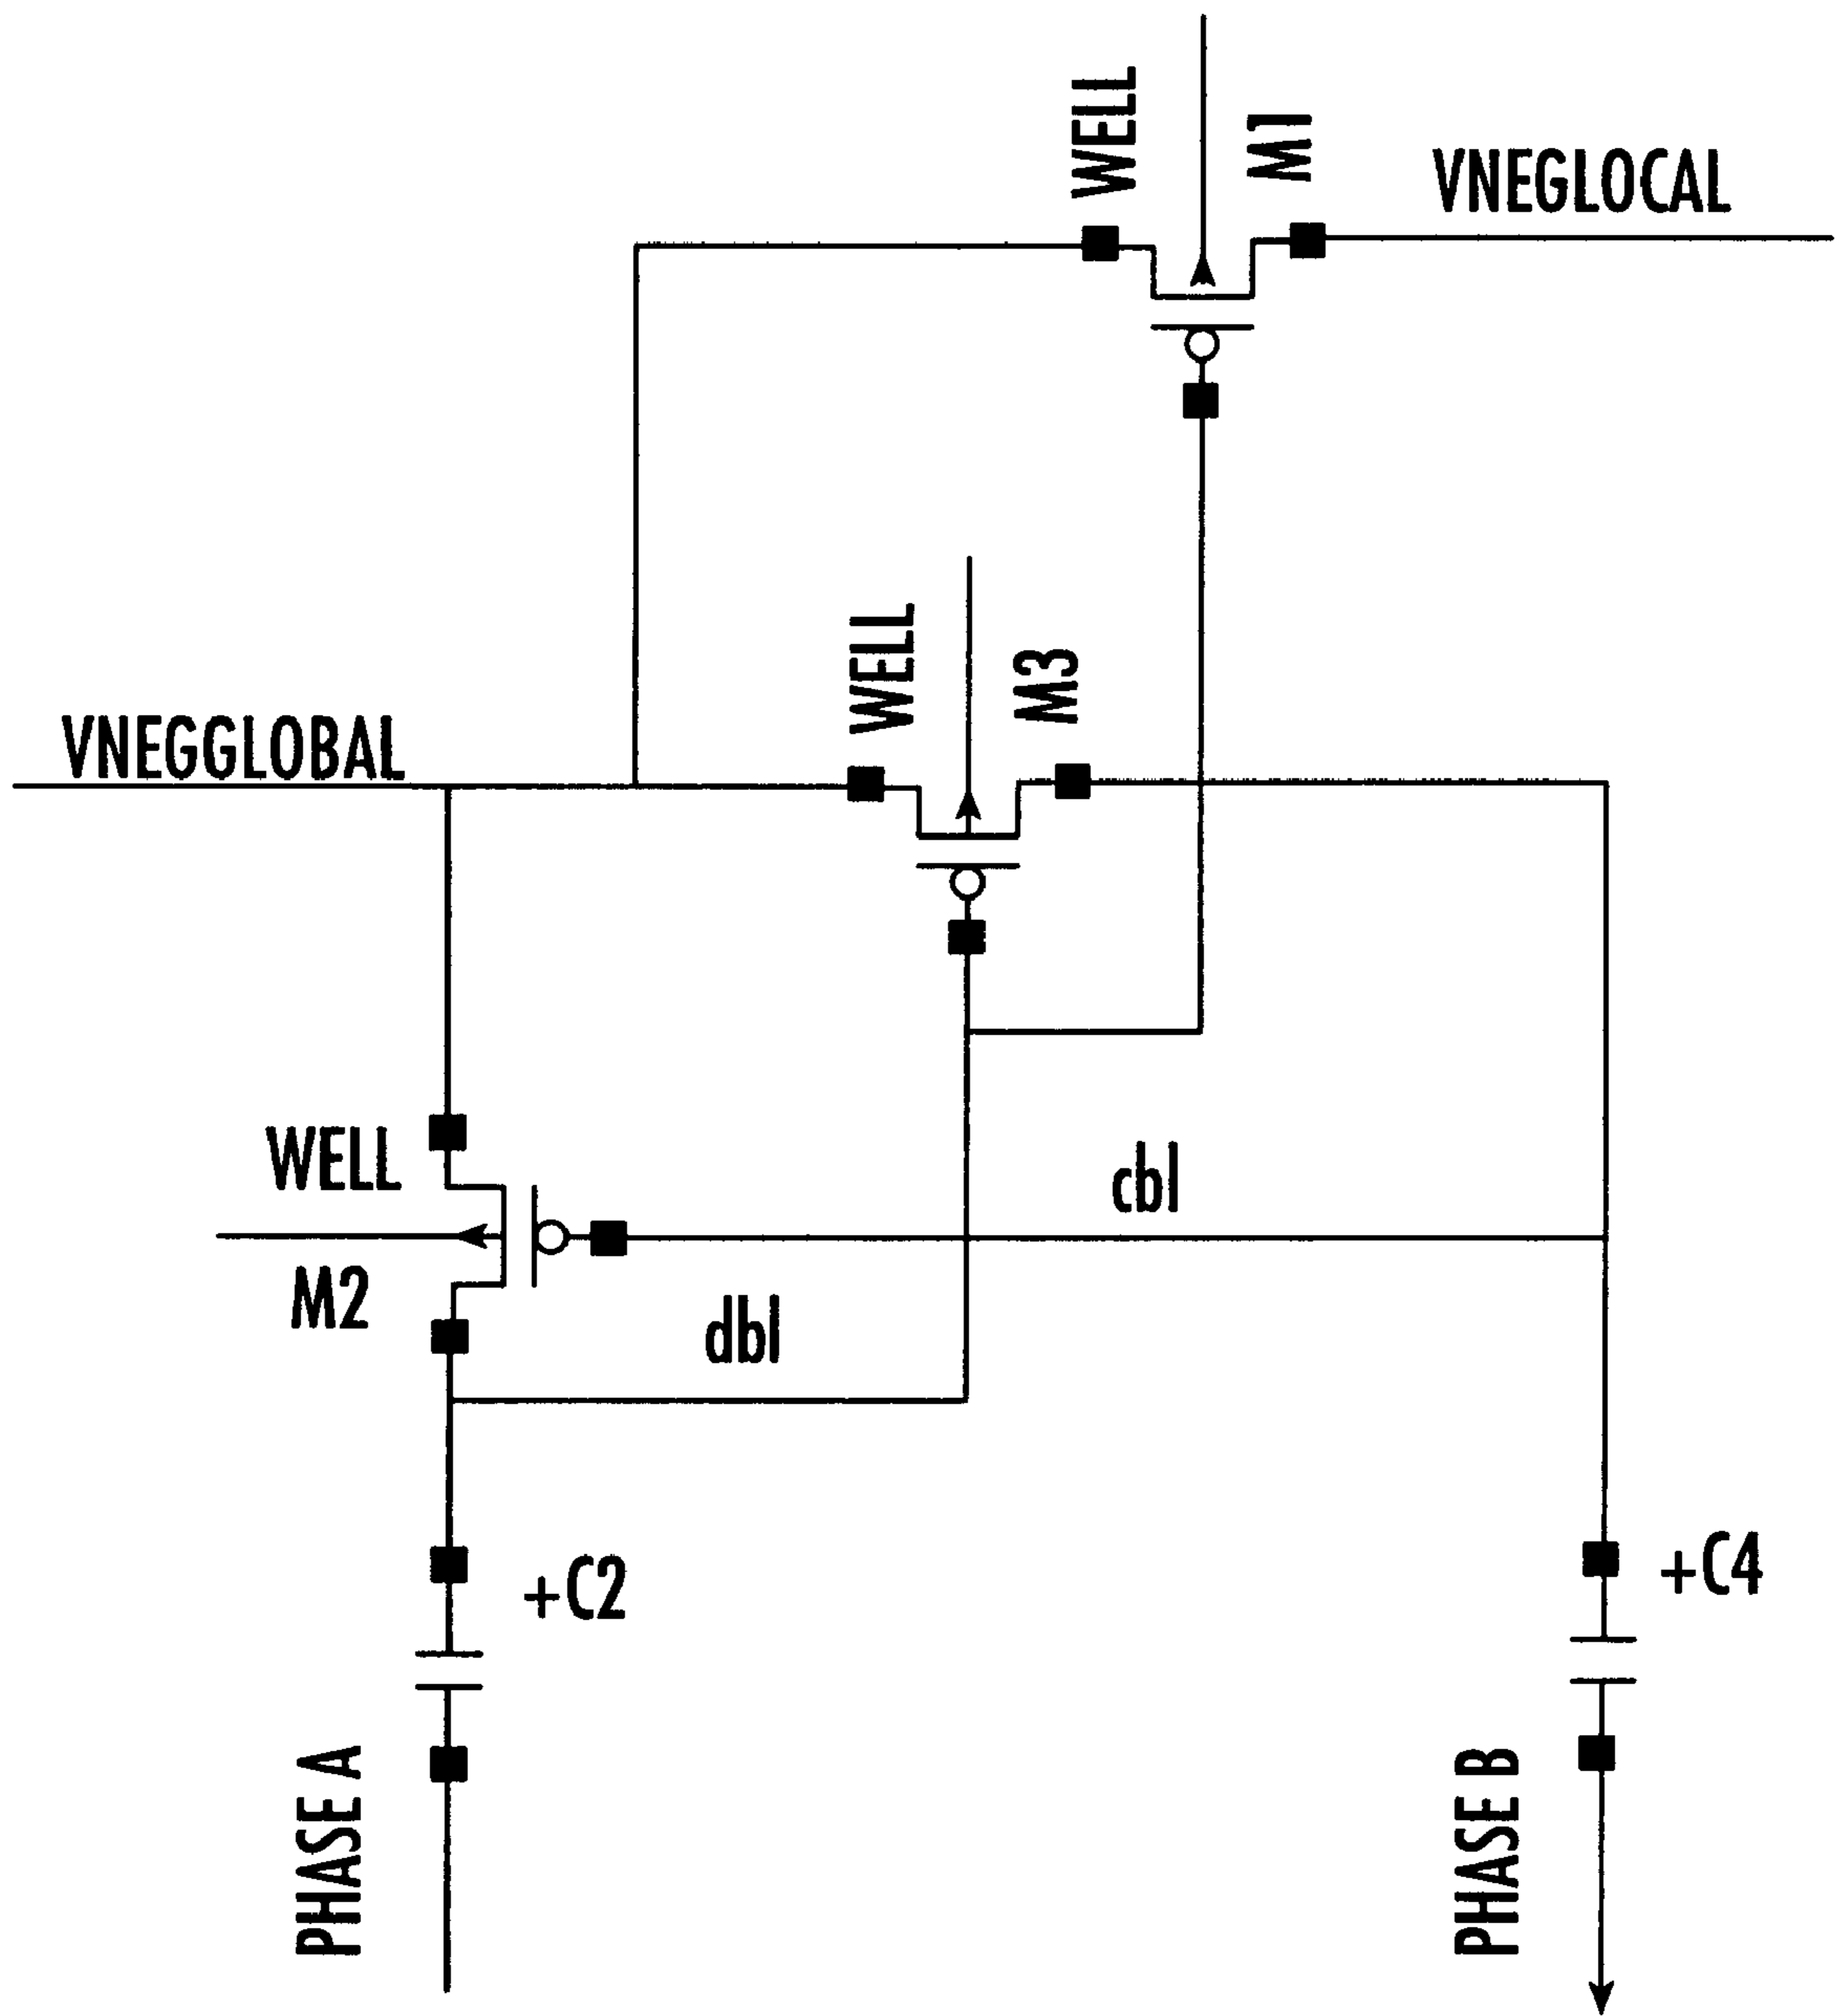 WELL
M1
VNEGLOCAL
WELL
M3
VNEGGLOBAL
WELL
M2
cbl
dbl
+C2
+C4
PHASE A
PHASE B